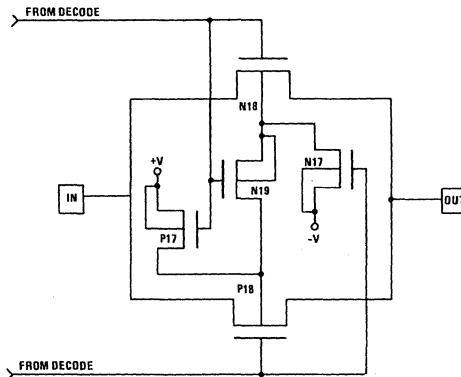 FROM DECODE
N18
+V
N17
IN
N19
OUT
P17
-V
P18
FROM DECODE